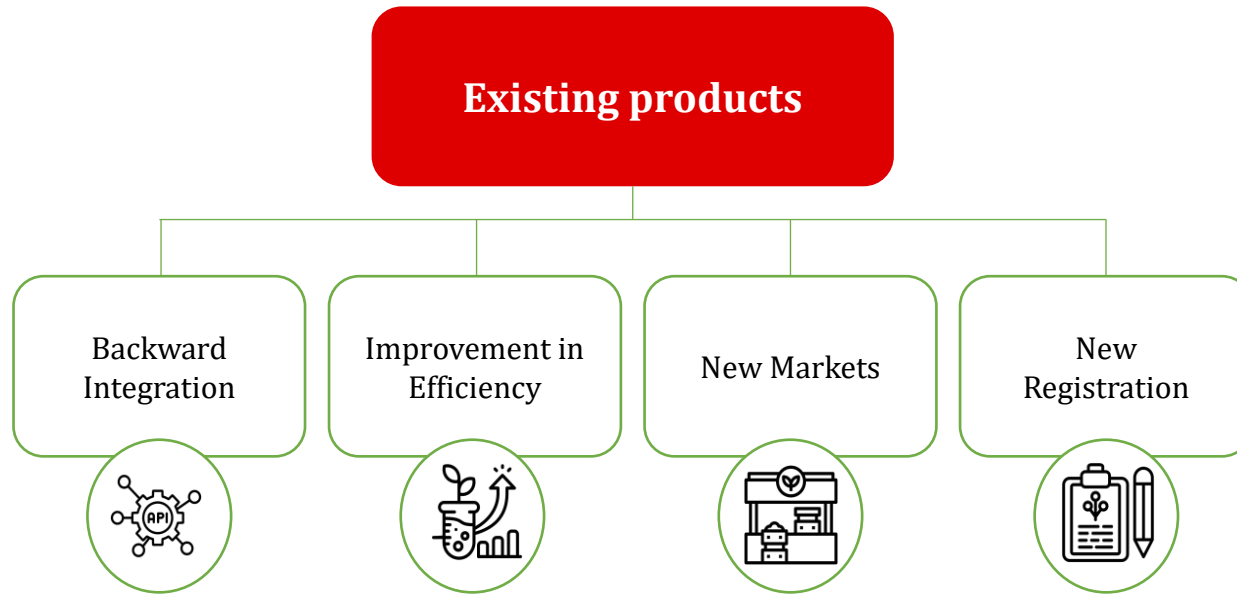 Existing products
Backward
Integration
Improvement in
Efficiency
New Markets
New
Registration
API